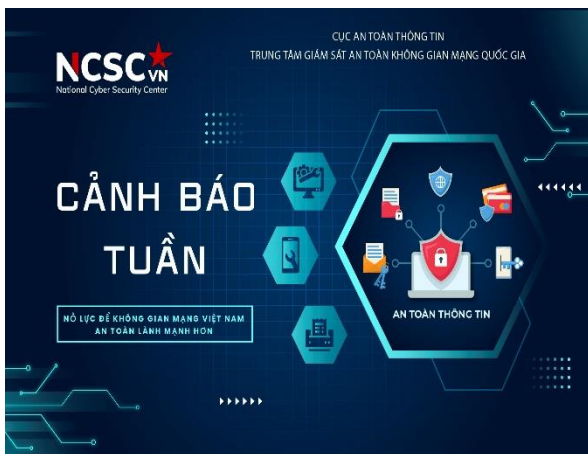 NCSC VN
National Cyber Security Center
CỤC AN TOÀN THÔNG TIN
TRUNG TÂM GIÁM SÁT AN TOÀN KHÔNG GIAN MẠNG QUỐC GIA
CẢNH BÁO
TUẦN
NỖ LỰC ĐỂ KHÔNG GIAN MẠNG VIỆT NAM
AN TOÀN LÀNH MẠNH HƠN
AN TOÀN THÔNG TIN